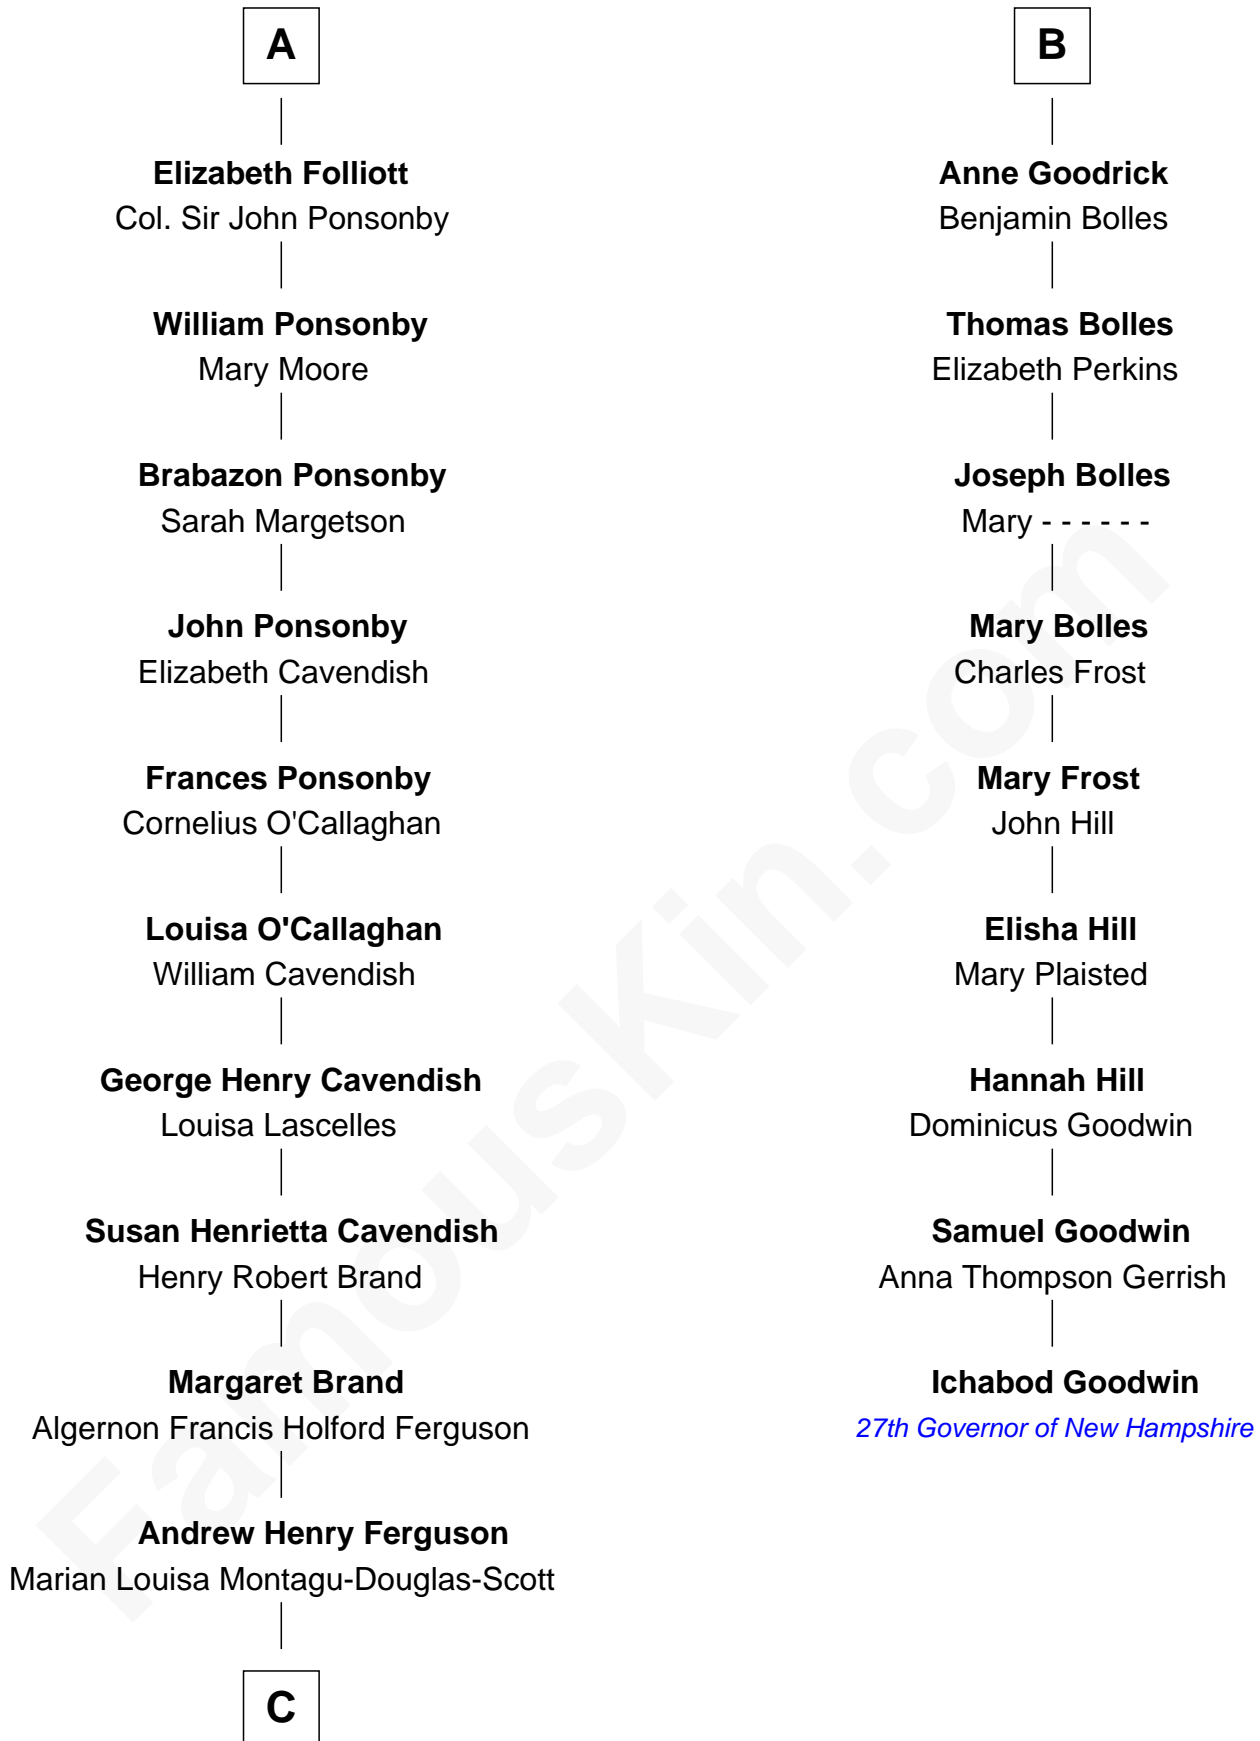 A
Elizabeth Folliott
Col. Sir John Ponsonby
William Ponsonby
Mary Moore
Brabazon Ponsonby
Sarah Margetson
John Ponsonby
Elizabeth Cavendish
Frances Ponsonby
Cornelius O'Callaghan
Louisa O'Callaghan
William Cavendish
George Henry Cavendish
Louisa Lascelles
Susan Henrietta Cavendish
Henry Robert Brand
Margaret Brand
Algernon Francis Holford Ferguson
Andrew Henry Ferguson
Marian Louisa Montagu-Douglas-Scott
C
B
Anne Goodrick
Benjamin Bolles
Thomas Bolles
Elizabeth Perkins
Joseph Bolles
Mary - - - - - -
Mary Bolles
Charles Frost
Mary Frost
John Hill
Elisha Hill
Mary Plaisted
Hannah Hill
Dominicus Goodwin
Samuel Goodwin
Anna Thompson Gerrish
Ichabod Goodwin
27th Governor of New Hampshire
FamousKin.com